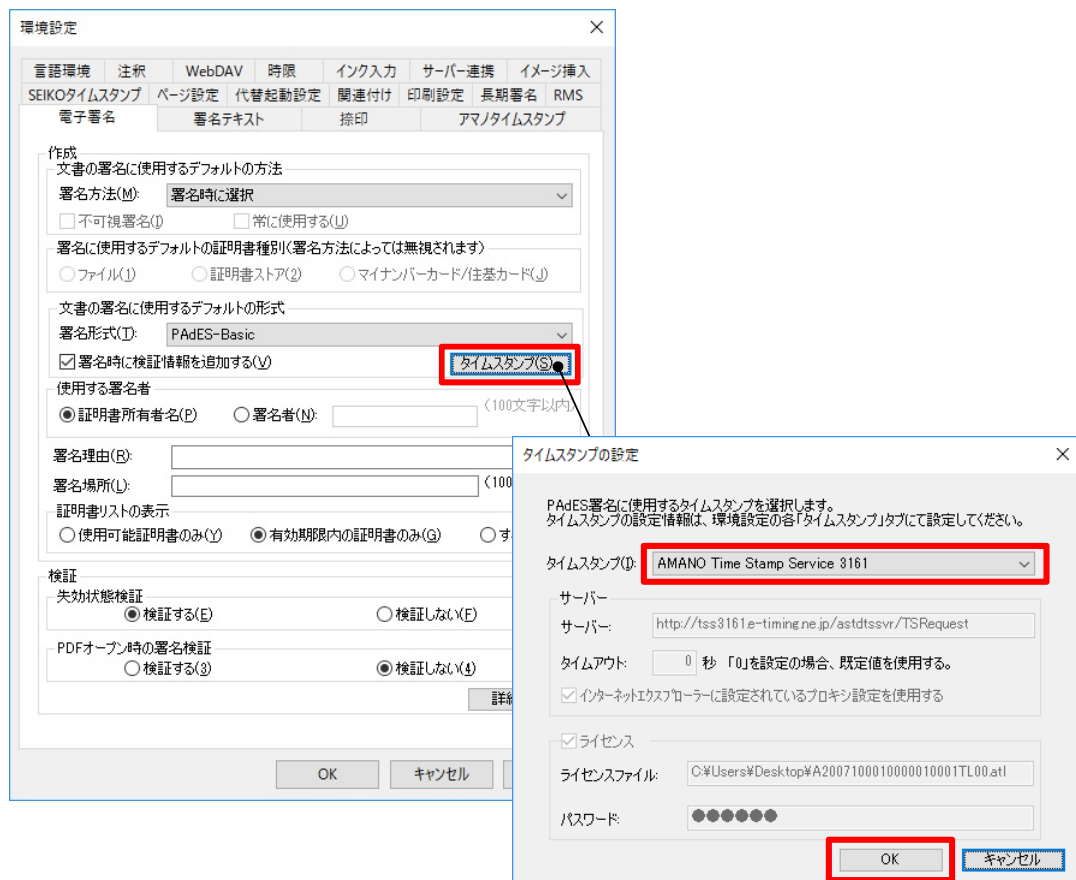 環境設定
言語環境 注釈 WebDAV 時限 インク入力 サーバー連携 イメージ挿入
SEIKOタイムスタンプ ページ設定 代替起動設定 関連付け 印刷設定 長期署名 RMS
電子署名 署名テキスト 捺印 アマノタイムスタンプ
作成
文書の署名に使用するデフォルトの方法
署名方法(M): 署名時に選択
不可視署名(I) 常に使用する(U)
署名に使用するデフォルトの証明書種別(署名方法によっては無視されます)
ファイル(1) 証明書ストア(2) マイナンバーカード/住基カード(J)
文書の署名に使用するデフォルトの形式
署名形式(T): PAdES-Basic
署名時に検証情報を追加する(V) タイムスタンプ(S)
使用する署名者
証明書所有者名(P) 署名者(N): (100文字以内)
署名理由(R):
署名場所(L): (100
証明書リストの表示
使用可能証明書のみ(Y) 有効期限内の証明書のみ(G) す
検証
失効状態検証
検証する(E) 検証しない(F)
PDFオープン時の署名検証
検証する(3) 検証しない(4)
詳細
OK キャンセル
タイムスタンプの設定
PAdES署名に使用するタイムスタンプを選択します。
タイムスタンプの設定情報は、環境設定の各「タイムスタンプ」タブにて設定してください。
タイムスタンプ(I): AMANO Time Stamp Service 3161
サーバー
サーバー: http://tss3161.e-timing.ne.jp/astdtssvr/TSRequest
タイムアウト: 0 秒 「0」を設定の場合、既定値を使用する。
インターネットエクスプローラーに設定されているプロキシ設定を使用する
ライセンス
ライセンスファイル: C:¥Users¥Desktop¥A2007100010000010001TL00.atl
パスワード: ●●●●●●
OK キャンセル